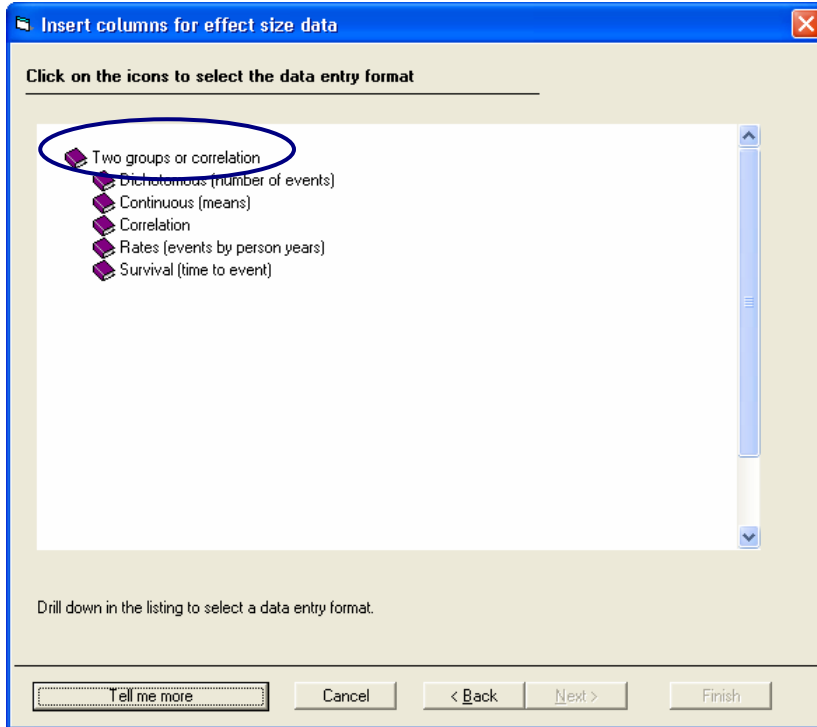 Insert columns for effect size data
Click on the icons to select the data entry format
Two groups or correlation
Dichotomous (number of events)
Continuous (means)
Correlation
Rates (events by person years)
Survival (time to event)
Drill down in the listing to select a data entry format.
Tell me more Cancel < Back Next > Finish